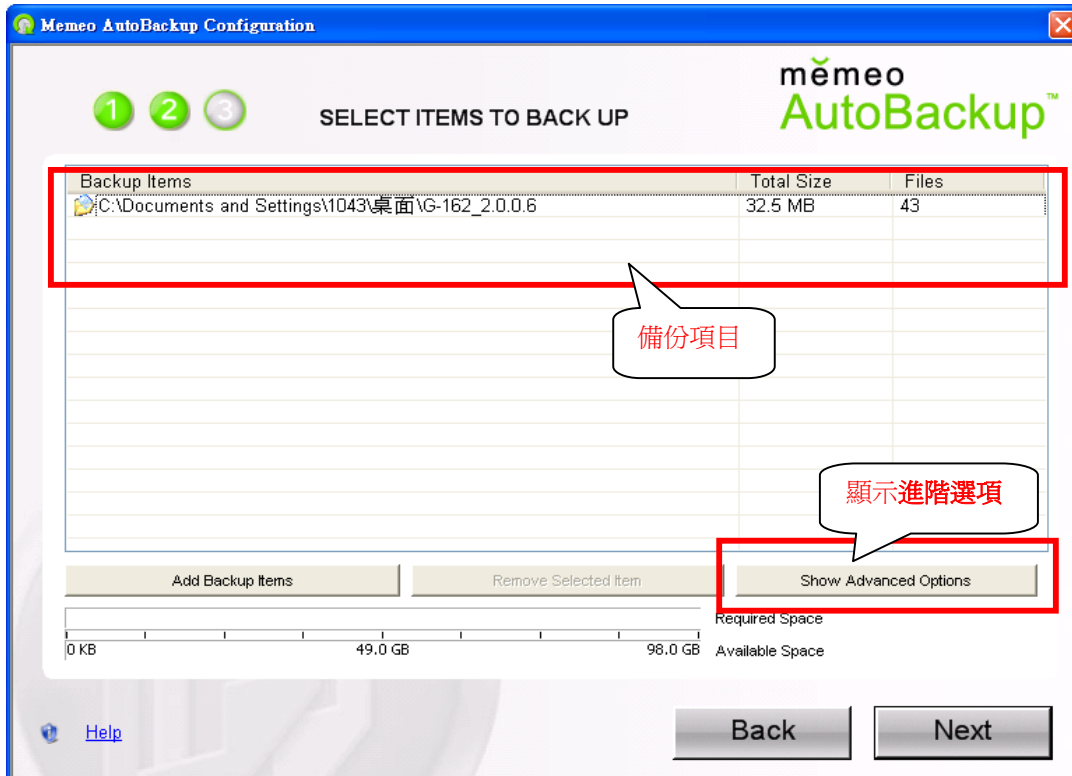 Memeo AutoBackup Configuration
mĕmeo
AutoBackup™
1 2 3
SELECT ITEMS TO BACK UP
Backup Items Total Size Files
C:\Documents and Settings\1043\桌面\G-162_2.0.0.6 32.5 MB 43
備份項目
顯示進階選項
Add Backup Items Remove Selected Item Show Advanced Options
Required Space
0 KB 49.0 GB 98.0 GB Available Space
Help Back Next